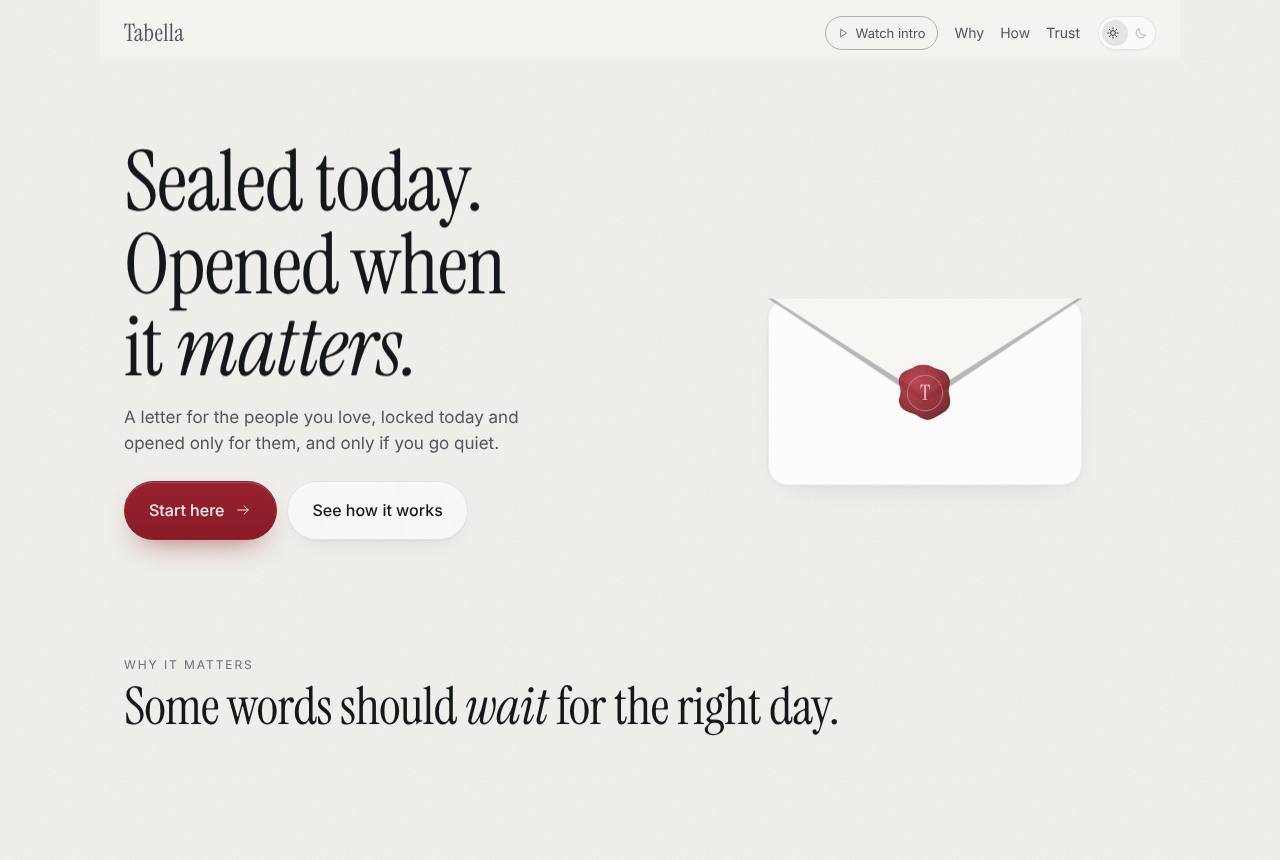 Tabella
Watch intro
Why
How
Trust
Sealed today.
Opened when
it matters.
A letter for the people you love, locked today and
opened only for them, and only if you go quiet.
Start here
See how it works
T
WHY IT MATTERS
Some words should wait for the right day.